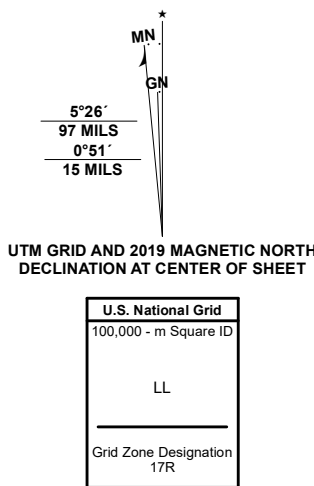 ★
MN
GN
5°26´
97 MILS
0°51´
15 MILS
UTM GRID AND 2019 MAGNETIC NORTH
DECLINATION AT CENTER OF SHEET
U.S. National Grid
100,000 - m Square ID
LL
Grid Zone Designation
17R